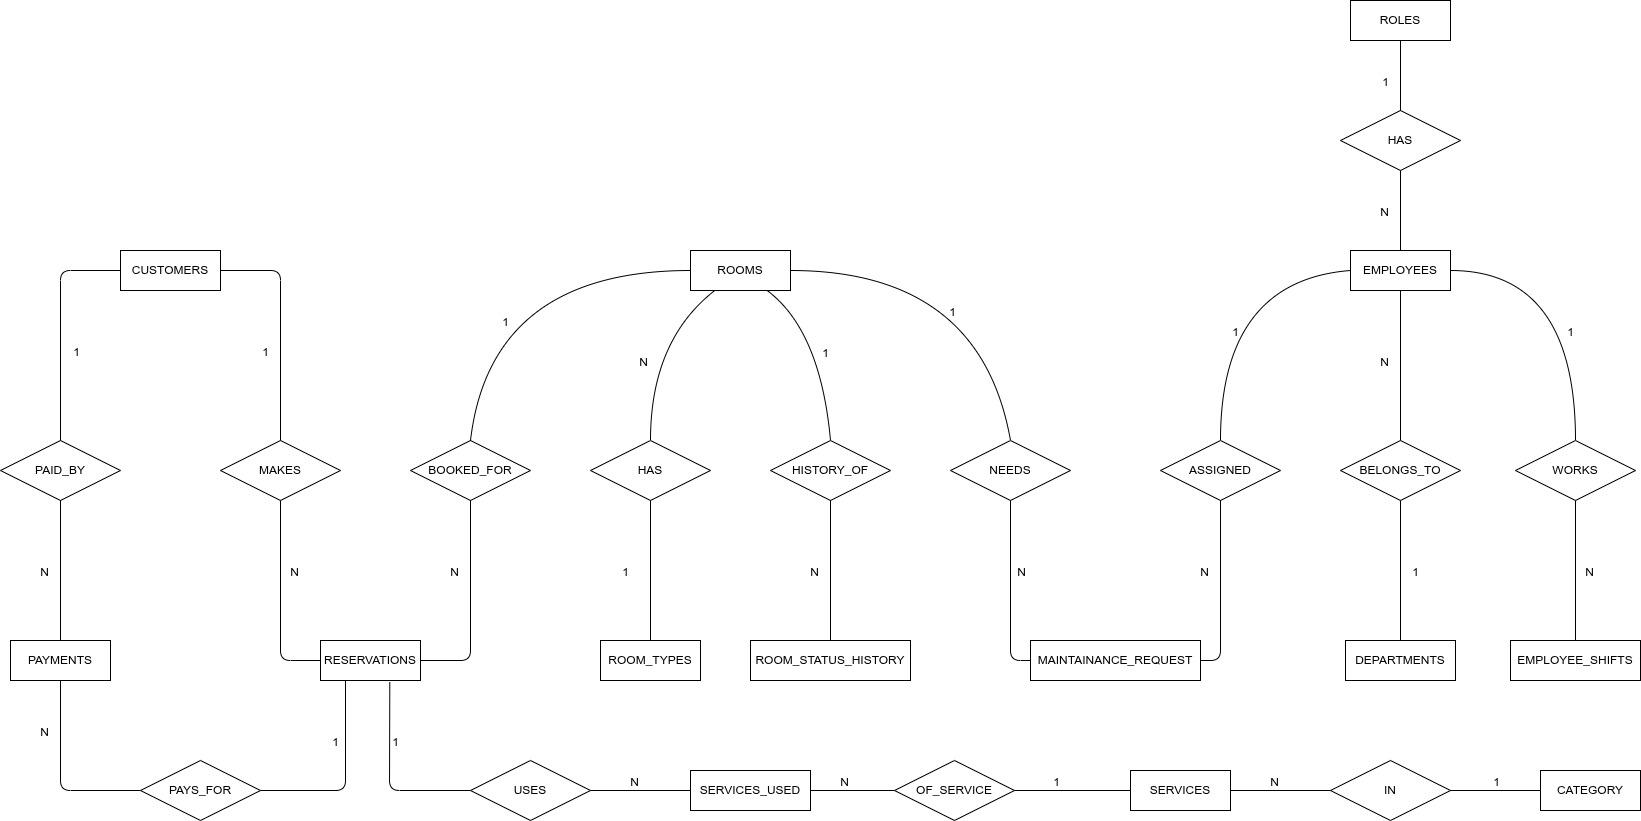 ROLES
1
HAS
N
CUSTOMERS
ROOMS
EMPLOYEES
1
1
1
N
1
1
1
N
1
PAID_BY
MAKES
BOOKED_FOR
HAS
HISTORY_OF
NEEDS
ASSIGNED
BELONGS_TO
WORKS
N
N
N
1
N
N
N
1
N
PAYMENTS
RESERVATIONS
ROOM_TYPES
ROOM_STATUS_HISTORY
MAINTAINANCE_REQUEST
DEPARTMENTS
EMPLOYEE_SHIFTS
N
1
1
PAYS_FOR
USES
N
SERVICES_USED
N
OF_SERVICE
1
SERVICES
N
IN
1
CATEGORY